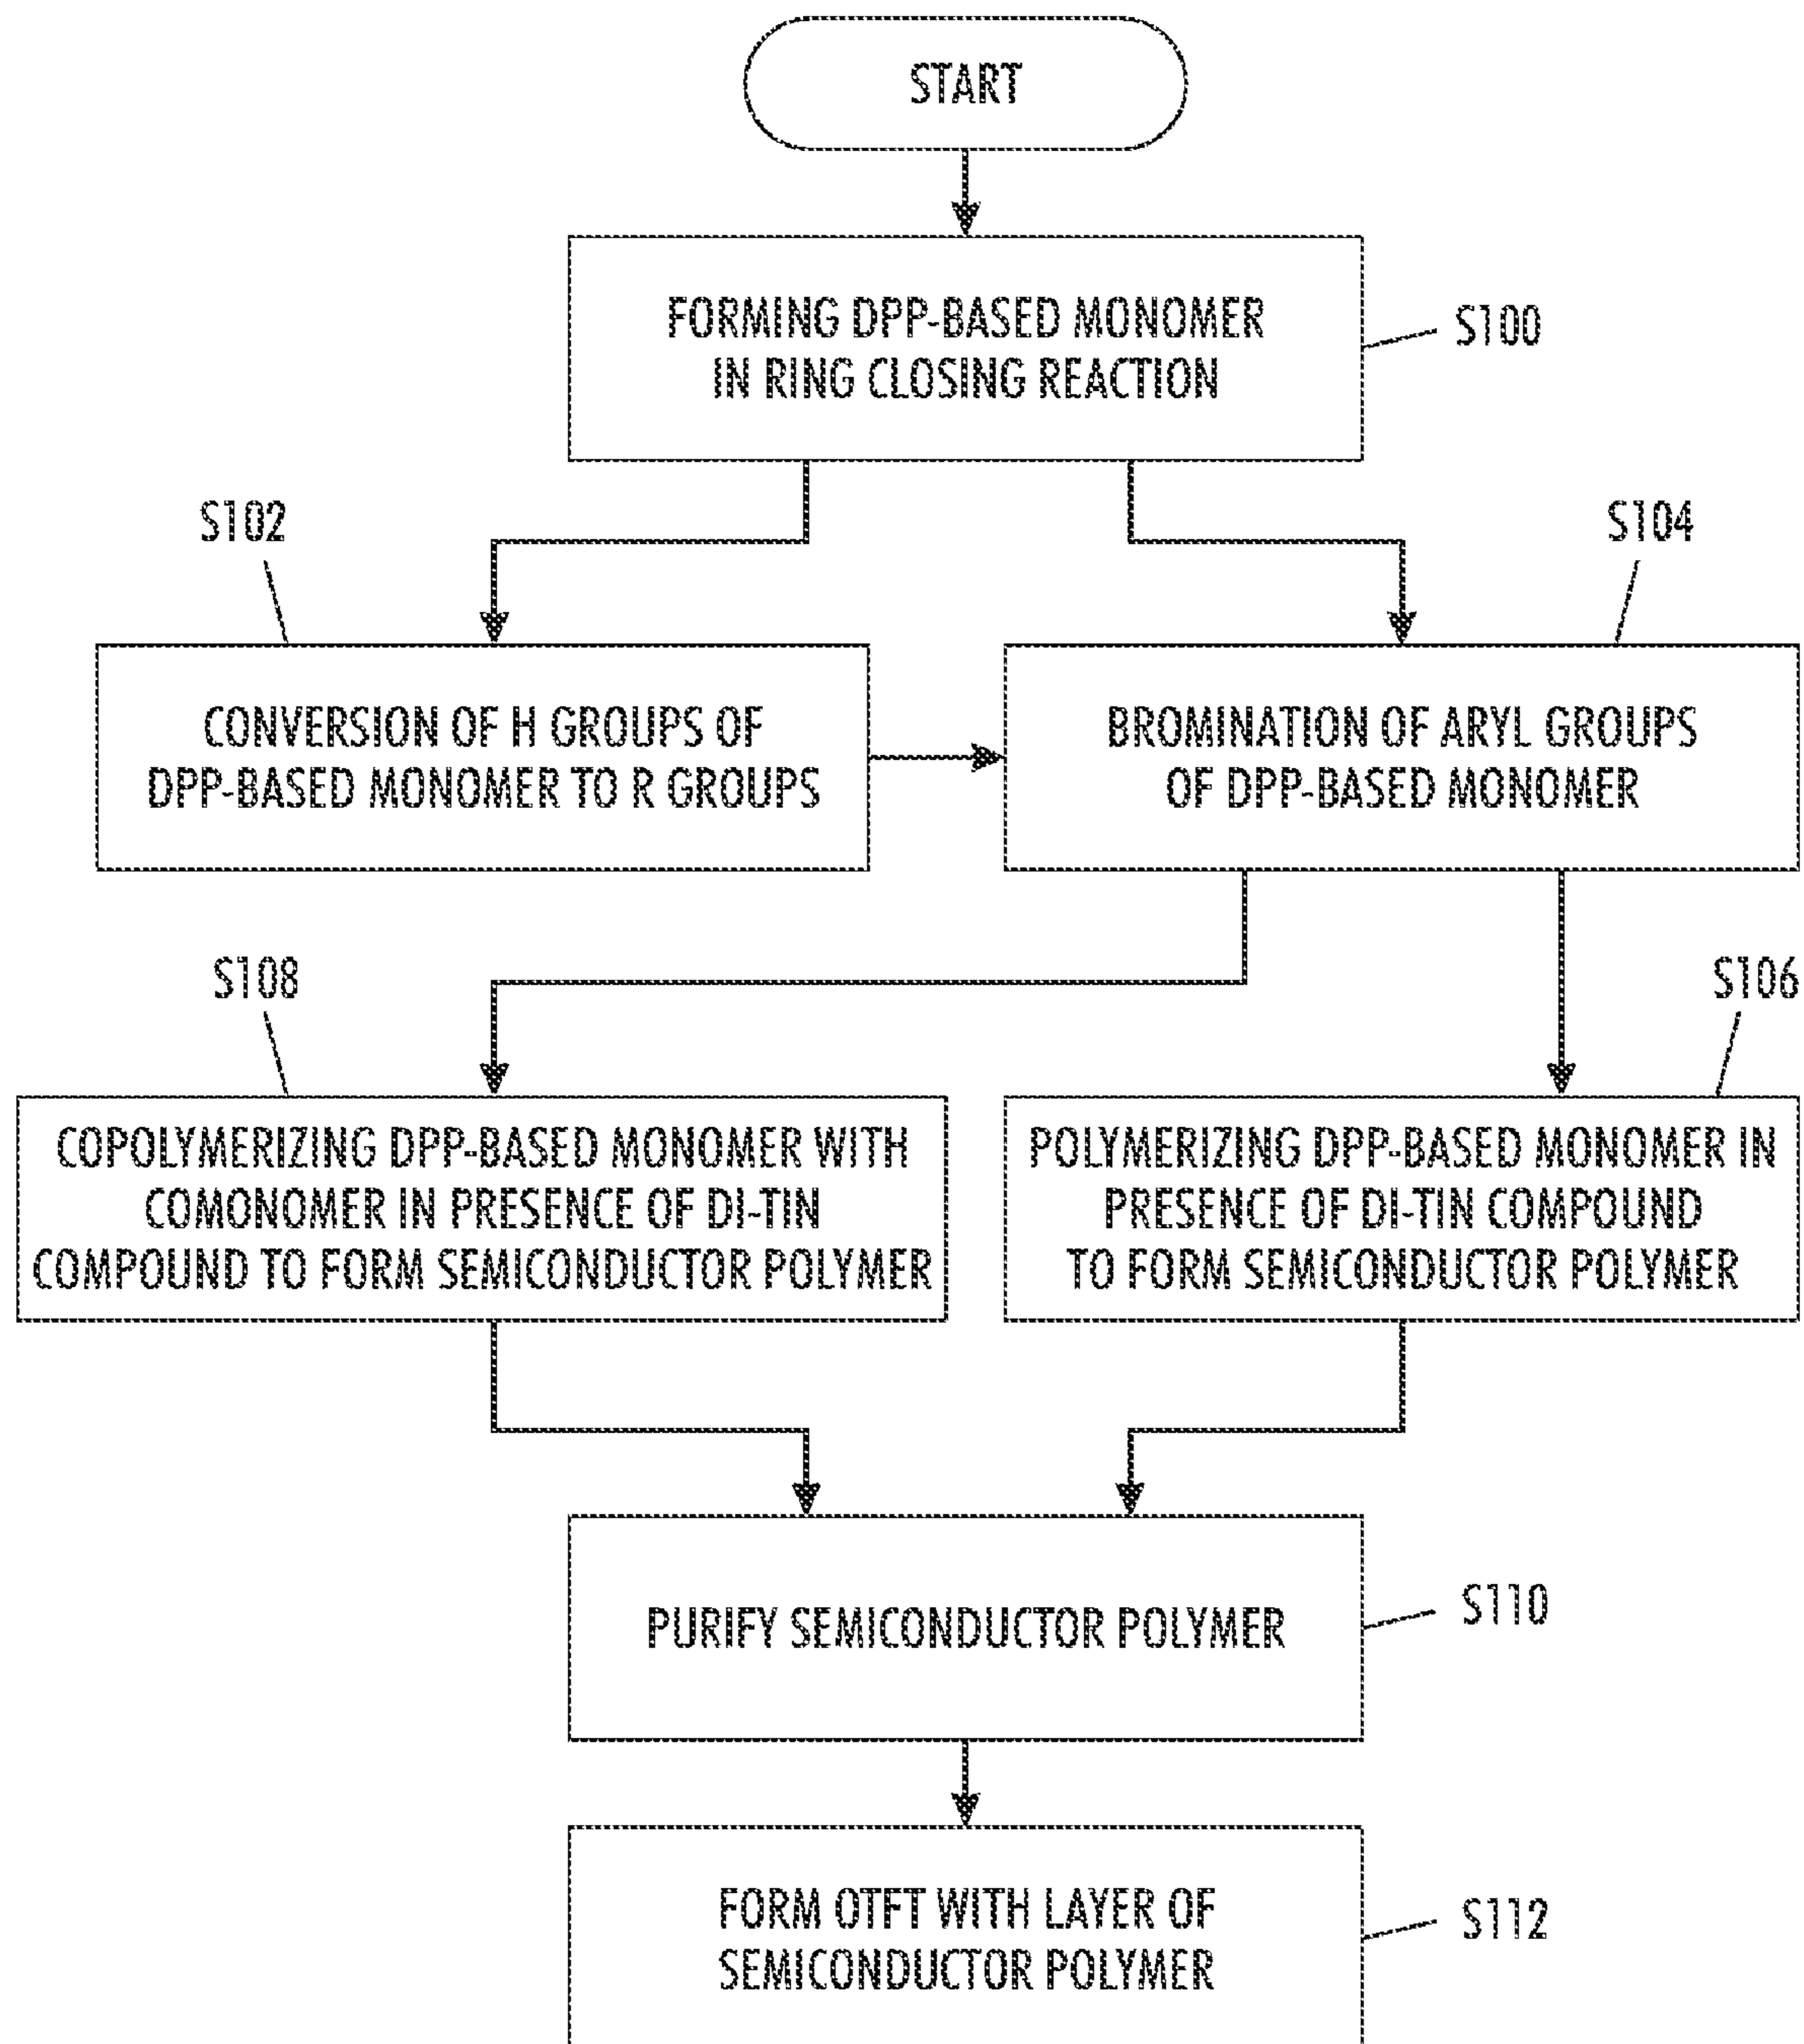 START
FORMING DPP-BASED MONOMER
IN RING CLOSING REACTION
S100
S102
S104
CONVERSION OF H GROUPS OF
DPP-BASED MONOMER TO R GROUPS
BROMINATION OF ARYL GROUPS
OF DPP-BASED MONOMER
S108
S106
COPOLYMERIZING DPP-BASED MONOMER WITH
COMONOMER IN PRESENCE OF DI-TIN
COMPOUND TO FORM SEMICONDUCTOR POLYMER
POLYMERIZING DPP-BASED MONOMER IN
PRESENCE OF DI-TIN COMPOUND
TO FORM SEMICONDUCTOR POLYMER
PURIFY SEMICONDUCTOR POLYMER
S110
FORM OTFT WITH LAYER OF
SEMICONDUCTOR POLYMER
S112